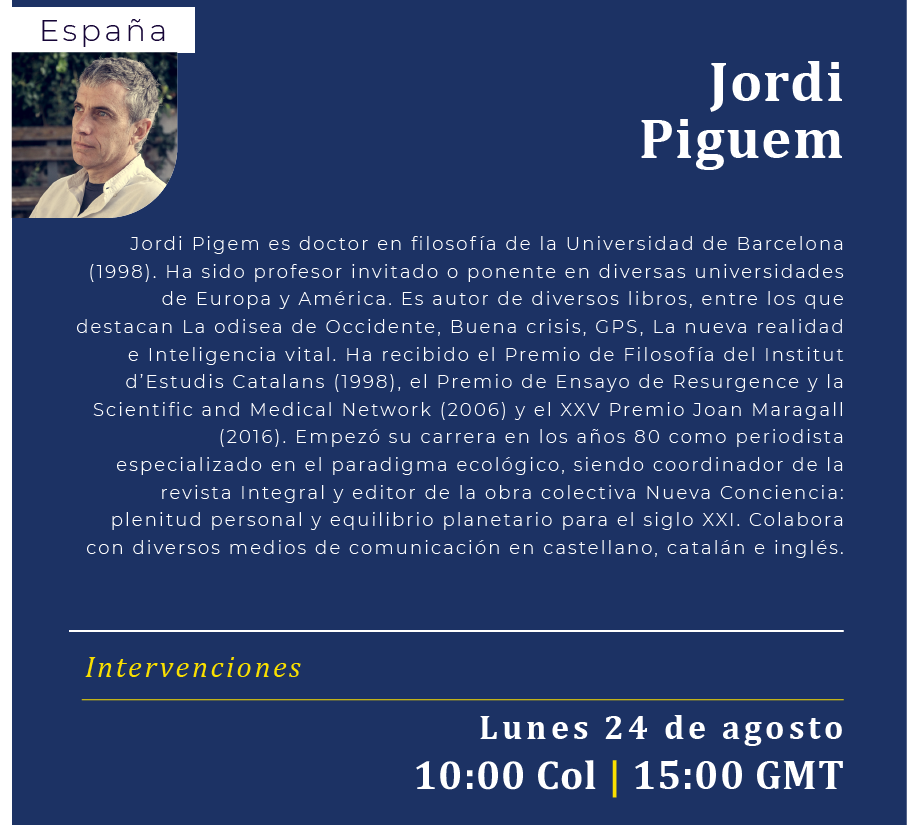 España
Jordi
Piguem
Jordi Pigem es doctor en filosofía de la Universidad de Barcelona
(1998). Ha sido profesor invitado o ponente en diversas universidades
de Europa y América. Es autor de diversos libros, entre los que
destacan La odisea de Occidente, Buena crisis, GPS, La nueva realidad
e Inteligencia vital. Ha recibido el Premio de Filosofía del Institut
d’Estudis Catalans (1998), el Premio de Ensayo de Resurgence y la
Scientific and Medical Network (2006) y el XXV Premio Joan Maragall
(2016). Empezó su carrera en los años 80 como periodista
especializado en el paradigma ecológico, siendo coordinador de la
revista Integral y editor de la obra colectiva Nueva Conciencia:
plenitud personal y equilibrio planetario para el siglo XXI. Colabora
con diversos medios de comunicación en castellano, catalán e inglés.
Intervenciones
Lunes 24 de agosto
10:00 Col | 15:00 GMT